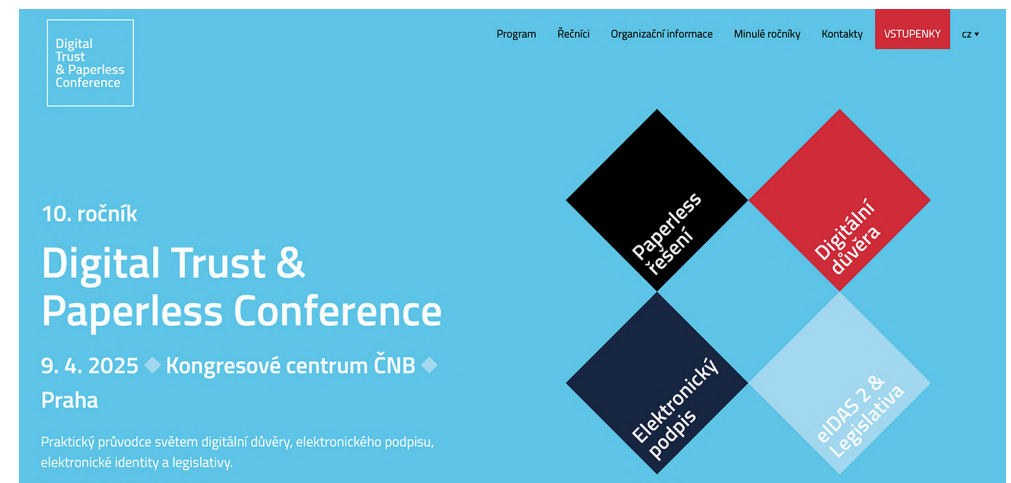 Digital
Trust
& Paperless
Conference
Program
Řečníci
Organizační informace
Minulé ročníky
Kontakty
VSTUPENKY
cz ▾
10. ročník
Digital Trust &
Paperless Conference
9. 4. 2025 ◆ Kongresové centrum ČNB ◆
Praha
Praktický průvodce světem digitální důvěry, elektronického podpisu,
elektronické identity a legislativy.
Paperless
řešení
Digitální
důvěra
Elektronický
podpis
eIDAS 2 &
Legislativa